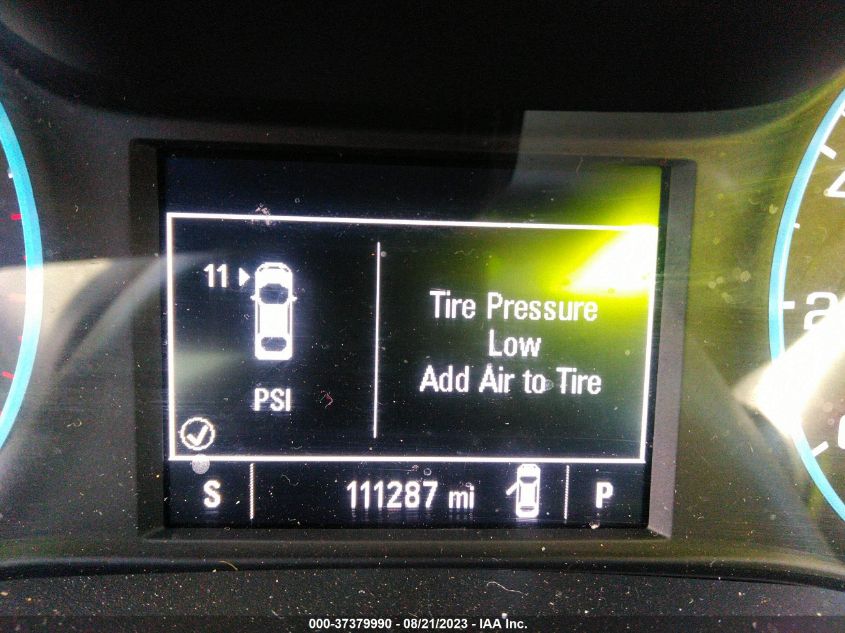 11
Tire Pressure
Low
Add Air to Tire
PSI
S
111287 mi
P
000-37379990 - 08/21/2023 - IAA Inc.